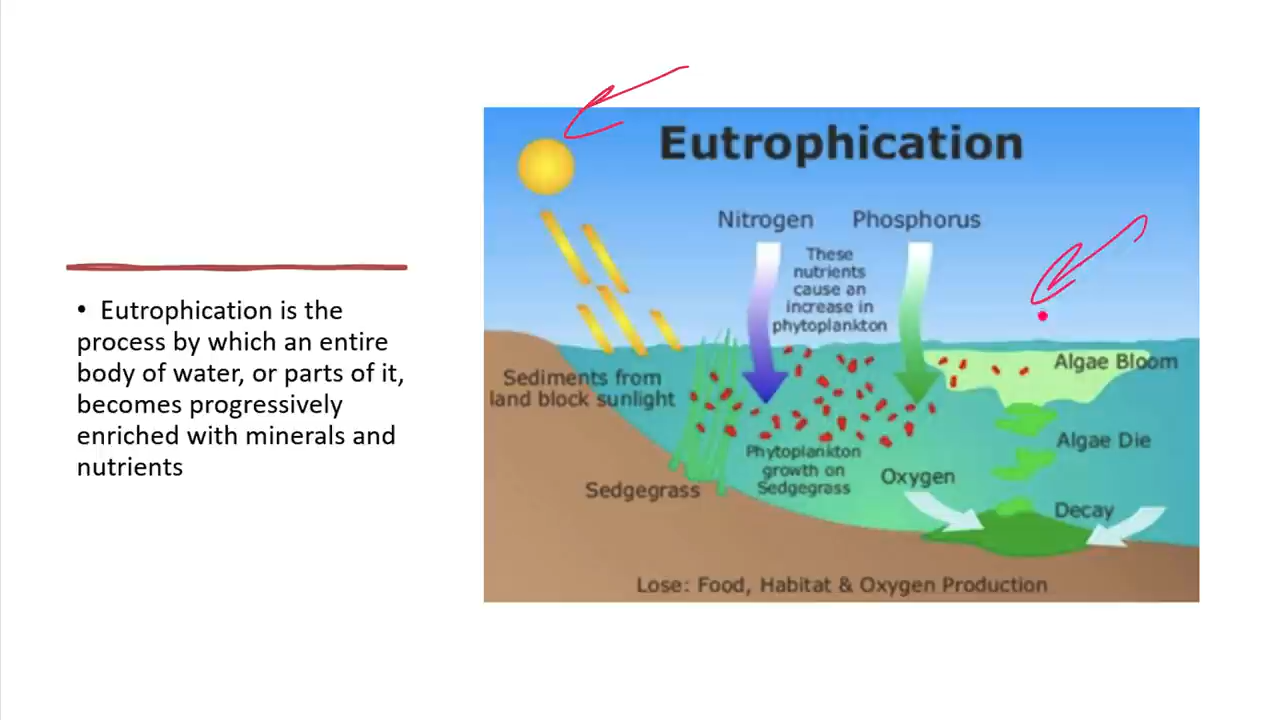 • Eutrophication is the
process by which an entire
body of water, or parts of it,
becomes progressively
enriched with minerals and
nutrients
Eutrophication
Nitrogen
Phosphorus
These
nutrients
cause an
increase in
phytoplankton
Sediments from
land block sunlight
Algae Bloom
Algae Die
Phytoplankton
growth on
Sedgegrass
Oxygen
Sedgegrass
Decay
Lose: Food, Habitat & Oxygen Production